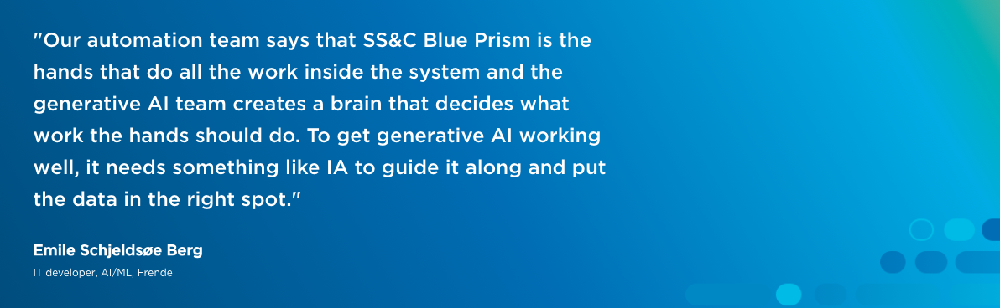 "Our automation team says that SS&C Blue Prism is the
hands that do all the work inside the system and the
generative AI team creates a brain that decides what
work the hands should do. To get generative AI working
well, it needs something like IA to guide it along and put
the data in the right spot."
Emile Schjeldsøe Berg
IT developer, AI/ML, Frende